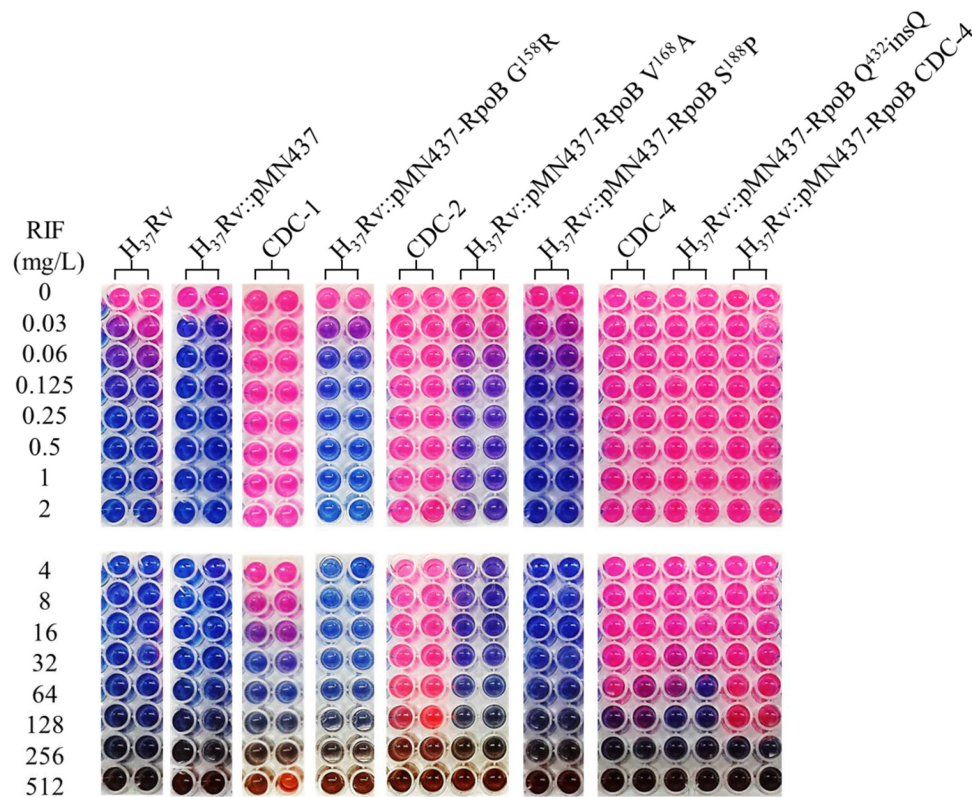 H₃₇Rv
H₃₇Rv::pMN437
CDC-1
H₃₇Rv::pMN437-RpoB G¹⁵⁸R
CDC-2
H₃₇Rv::pMN437-RpoB V¹⁶⁸A
H₃₇Rv::pMN437-RpoB S¹⁸⁸P
CDC-4
H₃₇Rv::pMN437-RpoB Q⁴³²insQ
H₃₇Rv::pMN437-RpoB CDC-4
RIF
(mg/L)
0
0.03
0.06
0.125
0.25
0.5
1
2
4
8
16
32
64
128
256
512